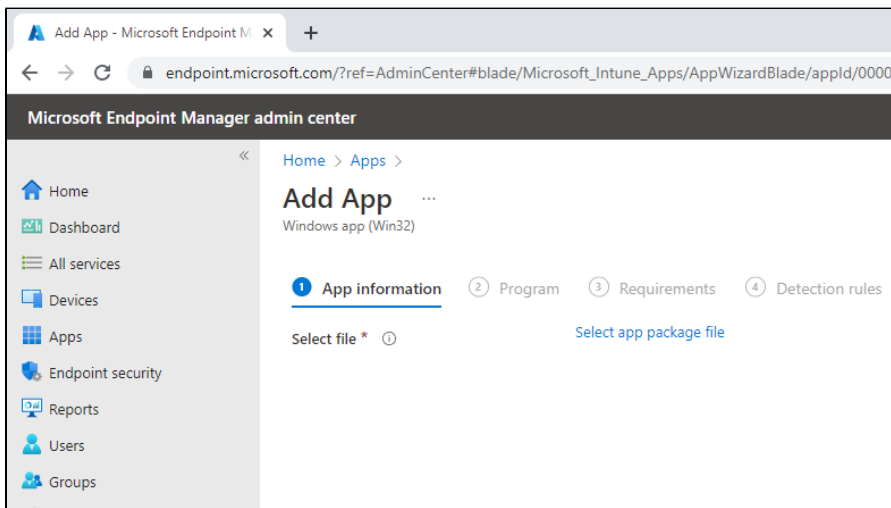 Add App - Microsoft Endpoint M
endpoint.microsoft.com/?ref=AdminCenter#blade/Microsoft_Intune_Apps/AppWizardBlade/appId/0000
Microsoft Endpoint Manager admin center
Home > Apps >
Home
Add App ...
Dashboard
Windows app (Win32)
All services
1 App information 2 Program 3 Requirements 4 Detection rules
Devices
Apps
Select file * Select app package file
Endpoint security
Reports
Users
Groups